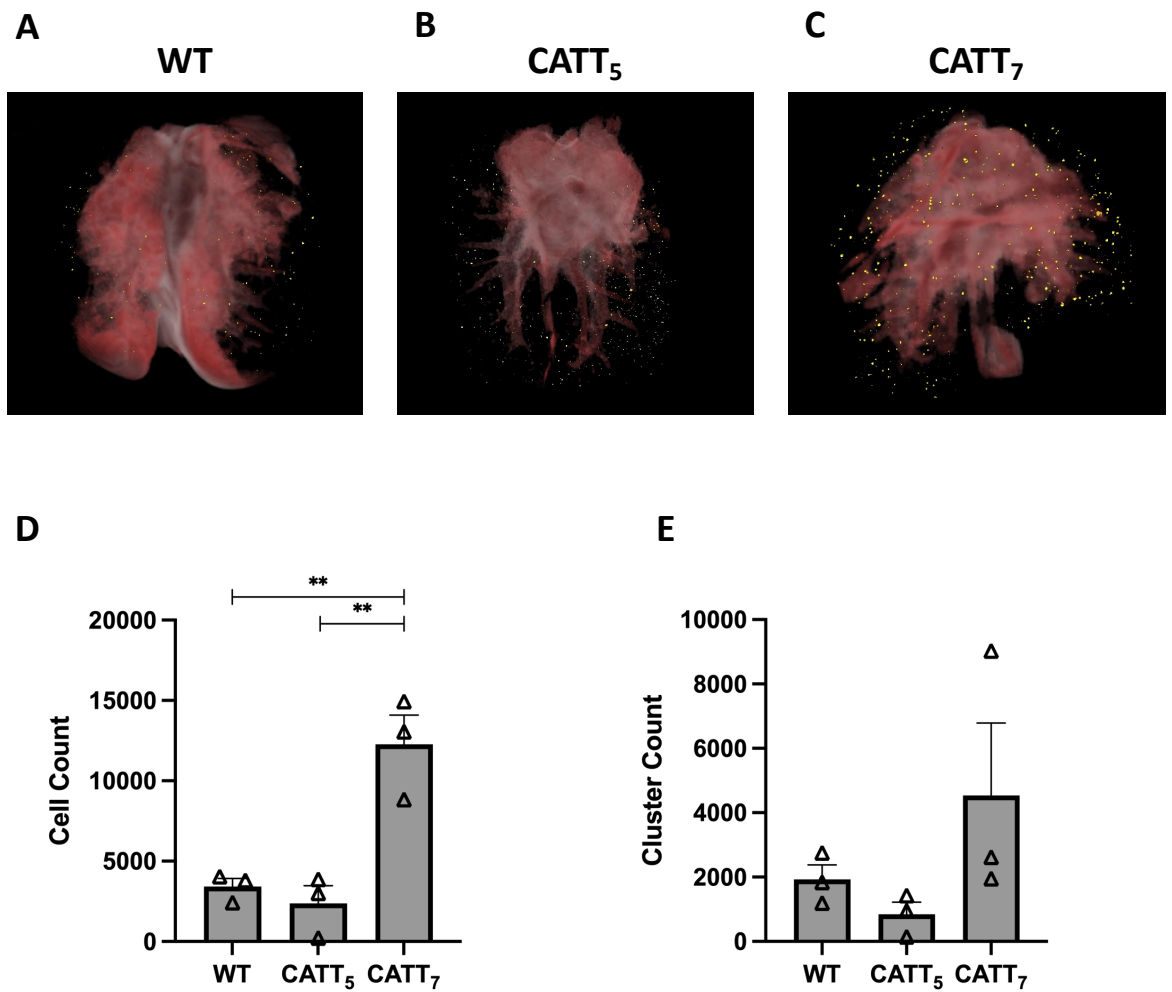 A
B
C
WT
CATT₅
CATT₇
D
E
**
**
20000
15000
10000
5000
0
Cell Count
WT
CATT₅
CATT₇
10000
8000
6000
4000
2000
0
Cluster Count
WT
CATT₅
CATT₇